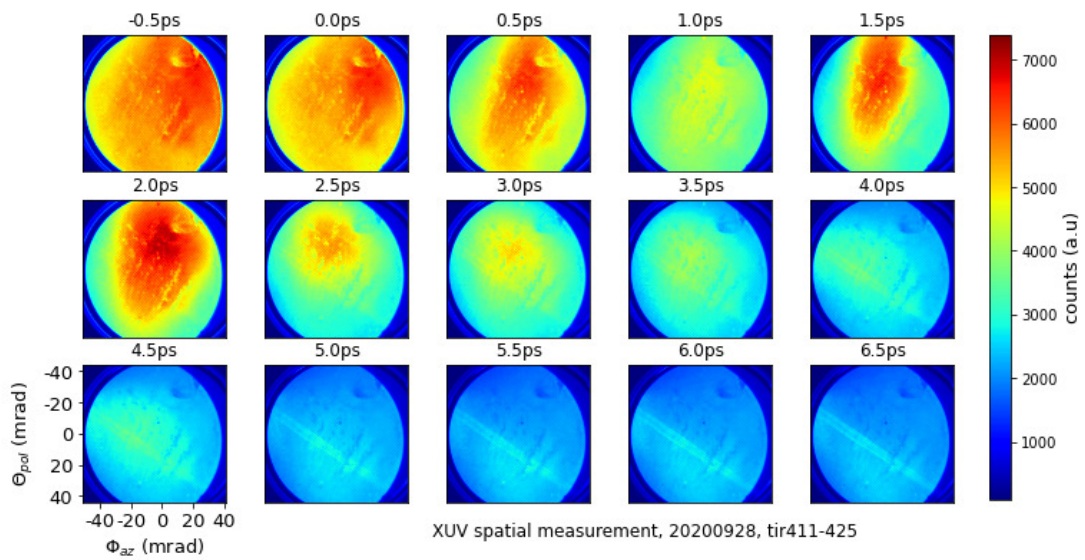 -0.5ps 0.0ps 0.5ps 1.0ps 1.5ps
2.0ps 2.5ps 3.0ps 3.5ps 4.0ps
4.5ps 5.0ps 5.5ps 6.0ps 6.5ps
-40
-20
0
20
40
Θpol (mrad)
-40 -20 0 20 40
Φaz (mrad)
7000
6000
5000
4000
3000
2000
1000
counts (a.u)
XUV spatial measurement, 20200928, tir411-425